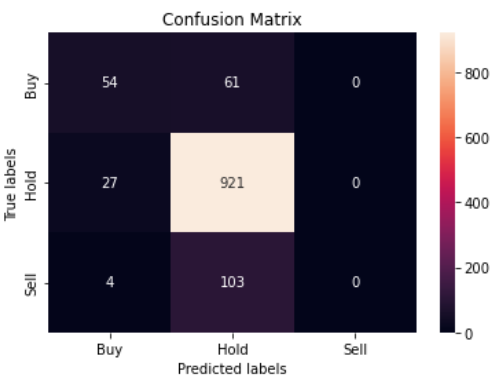 Confusion Matrix
True labels
Buy 54 61 0
Hold 27 921 0
Sell 4 103 0
Buy Hold Sell
Predicted labels
800
600
400
200
0